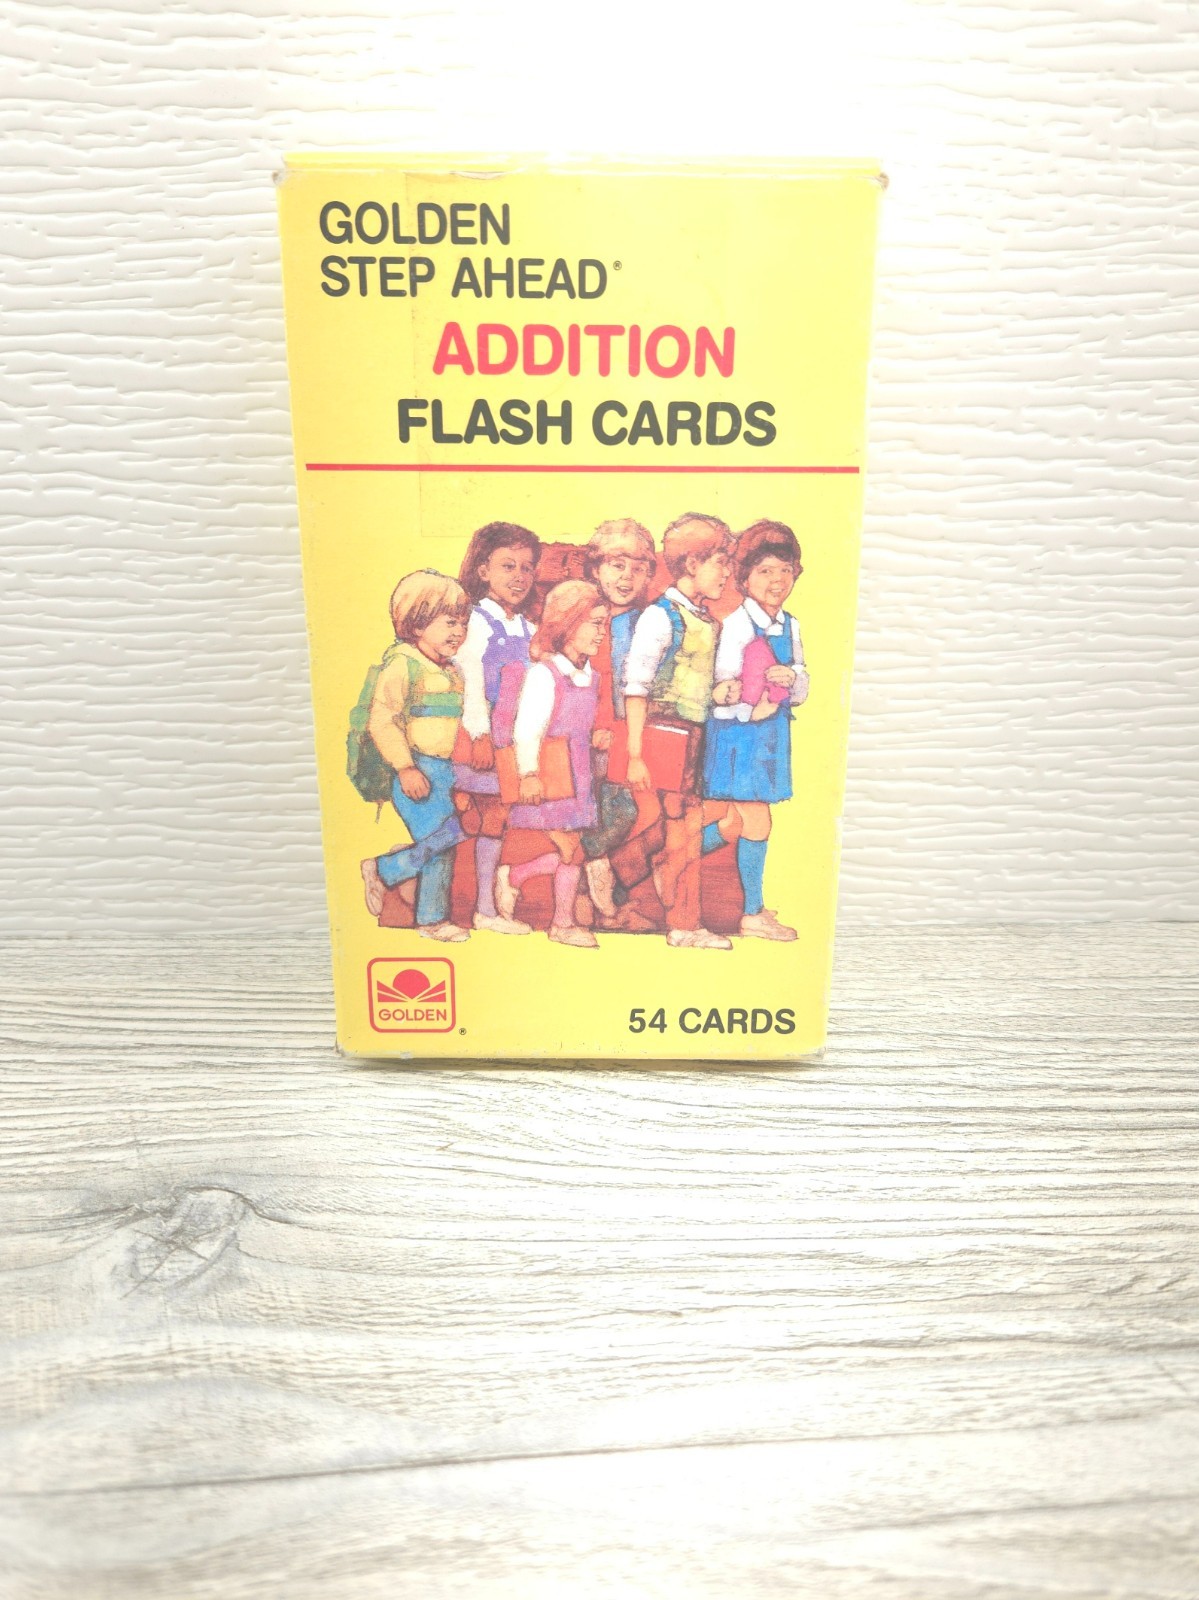 GOLDEN
STEP AHEAD®
ADDITION
FLASH CARDS
GOLDEN®
54 CARDS